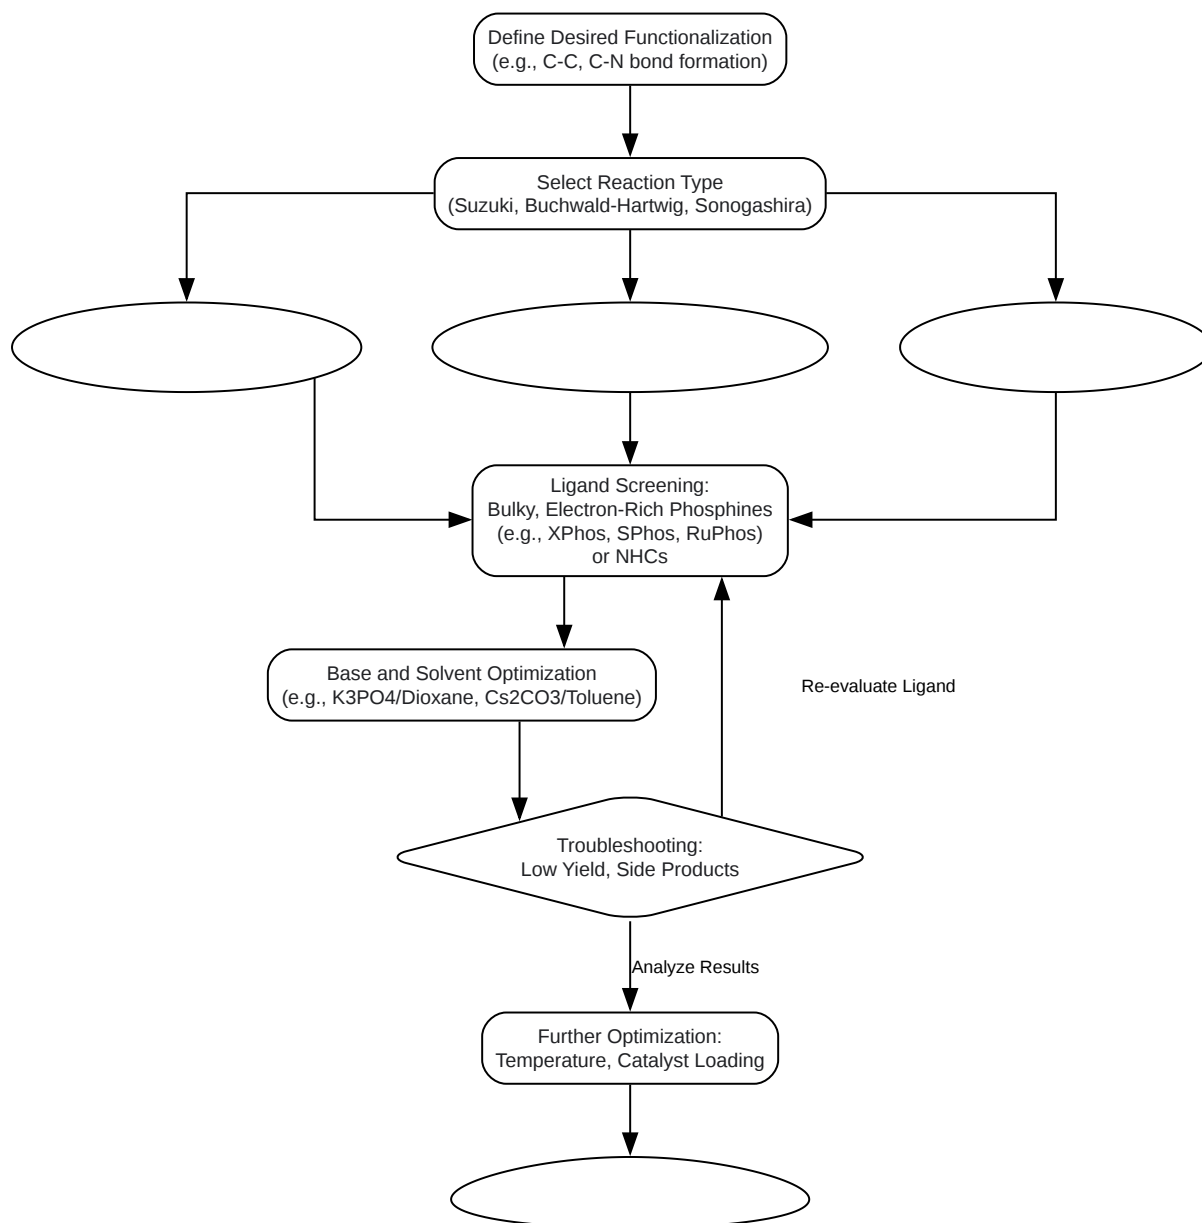 Define Desired Functionalization
(e.g., C-C, C-N bond formation)
Select Reaction Type
(Suzuki, Buchwald-Hartwig, Sonogashira)
Ligand Screening:
Bulky, Electron-Rich Phosphines
(e.g., XPhos, SPhos, RuPhos)
or NHCs
Base and Solvent Optimization
(e.g., K3PO4/Dioxane, Cs2CO3/Toluene)
Re-evaluate Ligand
Troubleshooting:
Low Yield, Side Products
Analyze Results
Further Optimization:
Temperature, Catalyst Loading